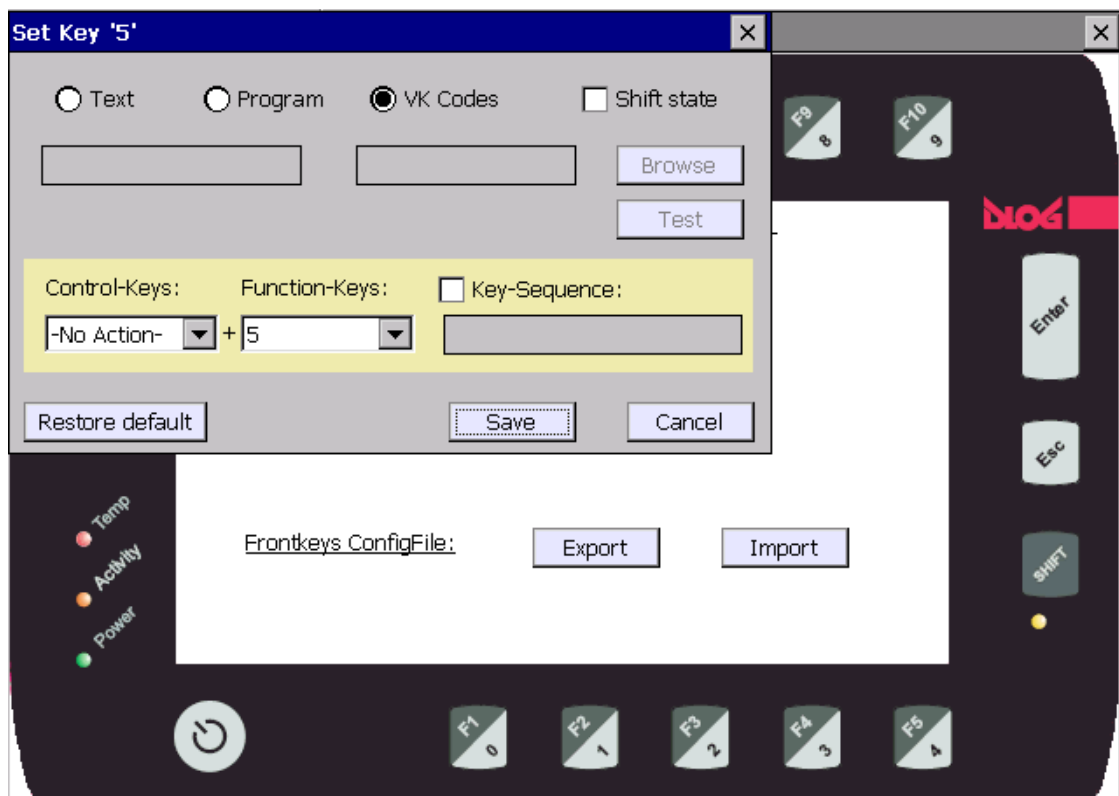 Set Key '5'
Text
Program
VK Codes
Shift state
Browse
Test
Control-Keys:
Function-Keys:
Key-Sequence:
-No Action-
+
5
Restore default
Save
Cancel
F9
8
F10
9
DLOG
Enter
Esc
SHIFT
Temp
Activity
Power
Frontkeys ConfigFile:
Export
Import
F1
0
F2
1
F3
2
F4
3
F5
4